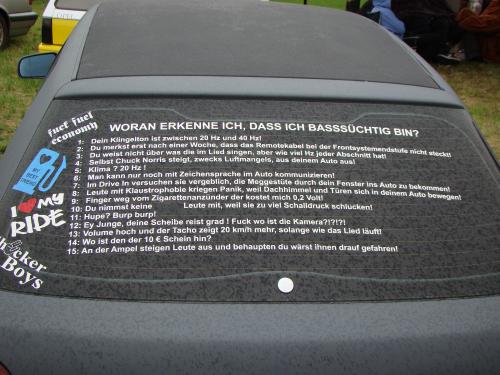 OPEL
fuct fuel
economy
MY
BEST
FRIEND
I ❤ MY
RIDE
Boys
WORAN ERKENNE ICH, DASS ICH BASSSÜCHTIG BIN?
1: Dein Klingelton ist zwischen 20 Hz und 40 Hz!
2: Du merkst erst nach einer Woche, dass das Remotekabel bei der Frontsystemendstufe nicht steckt!
3: Du weist nicht über was die im Lied singen, aber wie viel Hz jeder Abschnitt hat!
4: Selbst Chuck Norris steigt, zwecks Luftmangels, aus deinem Auto aus!
5: Klima ? 20 Hz !
6: Man kann nur noch mit Zeichensprache im Auto kommunizieren!
7: Im Drive In versuchen sie vergeblich, die Meggestüte durch dein Fenster ins Auto zu bekommen!
8: Leute mit Klaustrophobie kriegen Panik, weil Dachhimmel und Türen sich in deinem Auto bewegen!
9: Finger weg vom Zigarettenanzünder der kostet mich 0,2 Volt!
10: Du nimmst keine Leute mit, weil sie zu viel Schalldruck schlucken!
11: Hupe? Burp burp!
12: Ey Junge, deine Scheibe reist grad ! Fuck wo ist die Kamera?!?!?!
13: Volume hoch und der Tacho zeigt 20 km/h mehr, solange wie das Lied läuft!
14: Wo ist den der 10 € Schein hin?
15: An der Ampel steigen Leute aus und behaupten du wärst ihnen drauf gefahren!